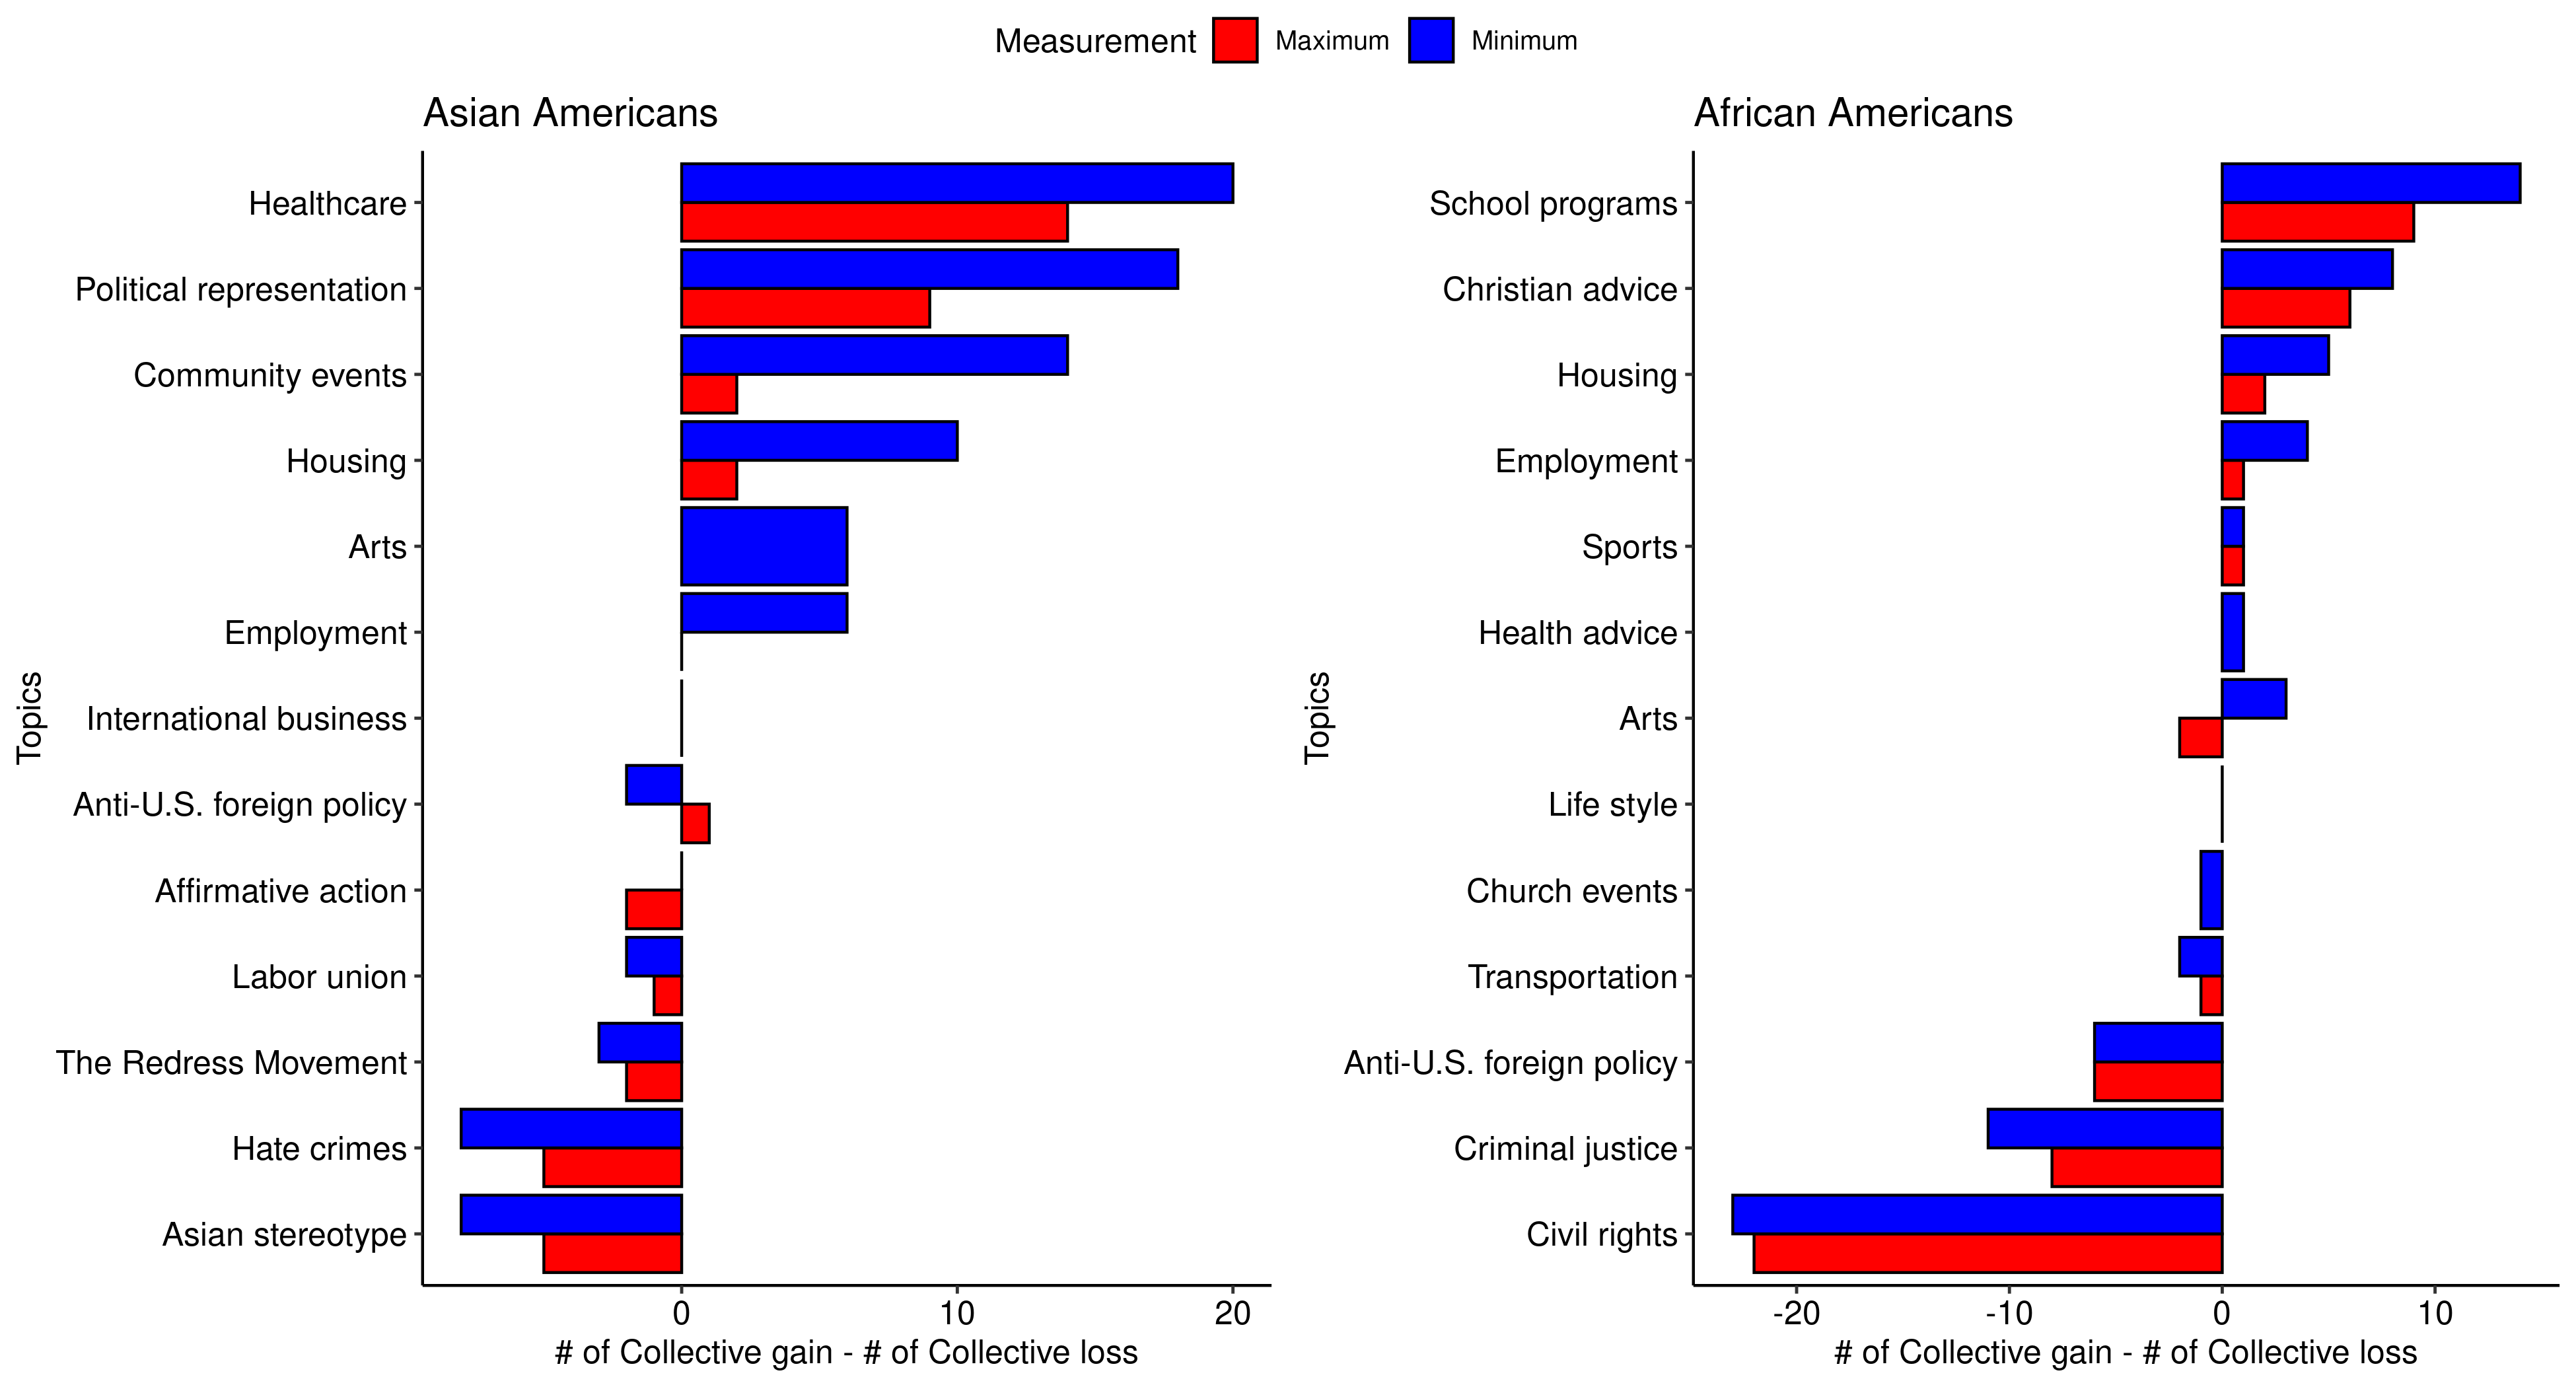 Measurement Maximum Minimum
Asian Americans
Topics
Healthcare
Political representation
Community events
Housing
Arts
Employment
International business
Anti-U.S. foreign policy
Affirmative action
Labor union
The Redress Movement
Hate crimes
Asian stereotype
0 10 20
# of Collective gain - # of Collective loss
African Americans
Topics
School programs
Christian advice
Housing
Employment
Sports
Health advice
Arts
Life style
Church events
Transportation
Anti-U.S. foreign policy
Criminal justice
Civil rights
-20 -10 0 10
# of Collective gain - # of Collective loss